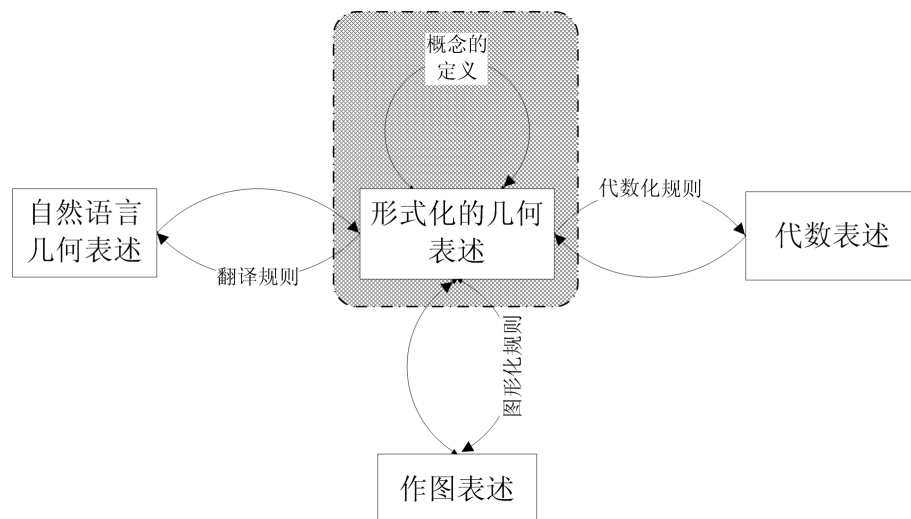 概念的
定义
代数化规则
自然语言
几何表述
形式化的几何
表述
代数表述
翻译规则
图形化规则
作图表述